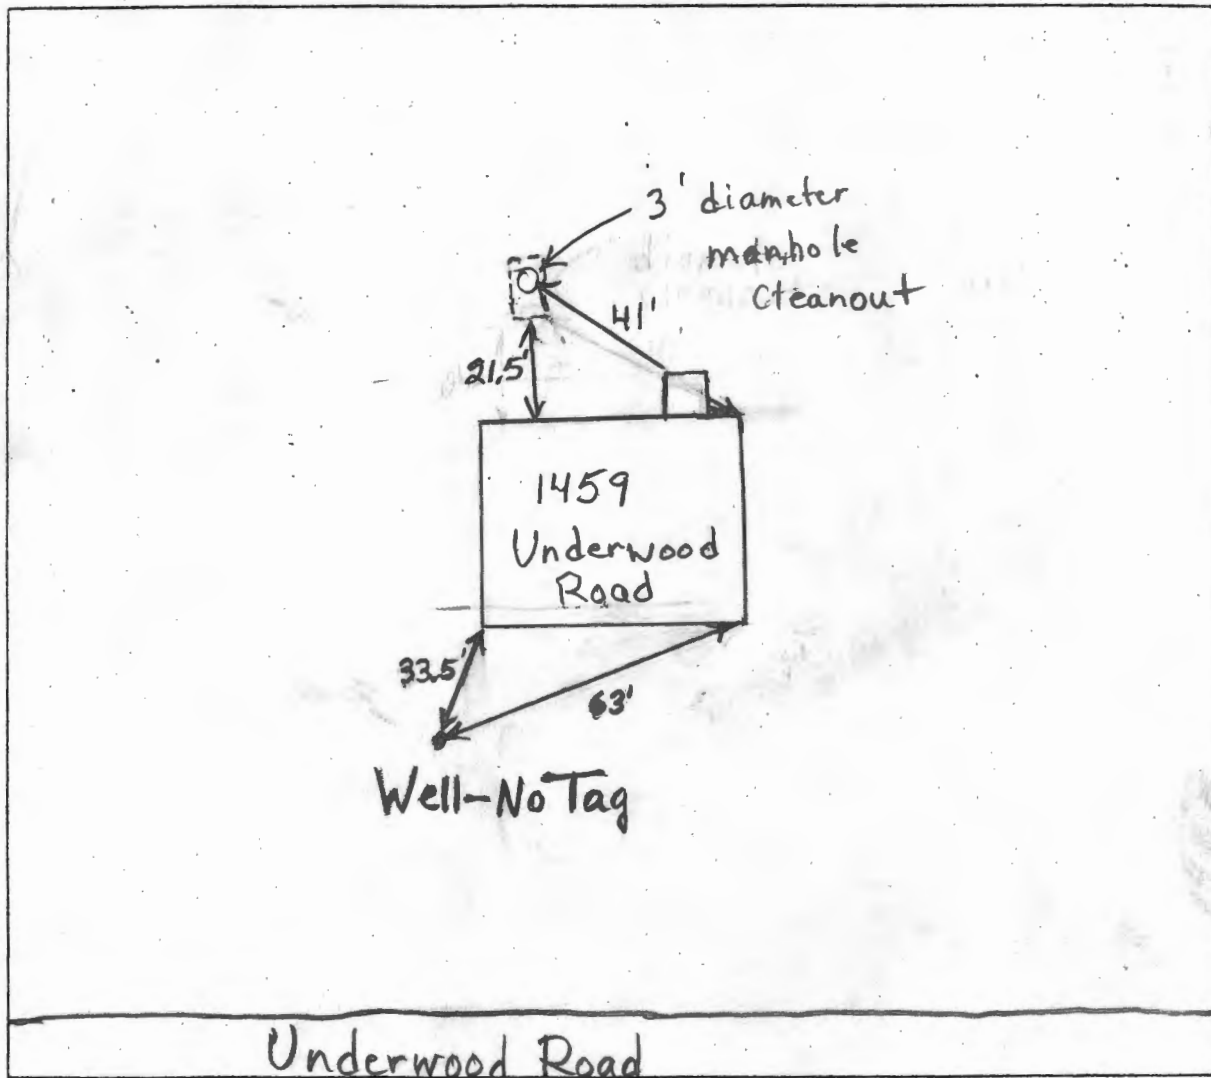 3' diameter
manhole
cleanout
41'
21.5'
1459
Underwood
Road
33.5'
63'
Well-No Tag
Underwood Road